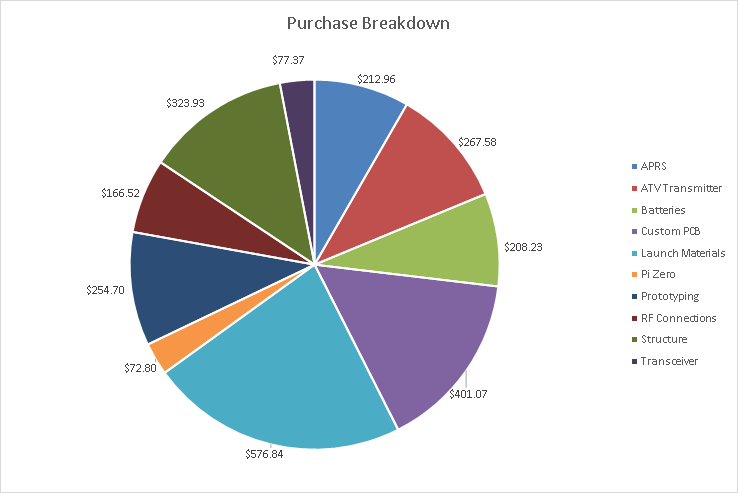 Purchase Breakdown
$77.37
$212.96
$323.93
$267.58
$166.52
$208.23
$254.70
$72.80
$401.07
$576.84
APRS
ATV Transmitter
Batteries
Custom PCB
Launch Materials
Pi Zero
Prototyping
RF Connections
Structure
Transceiver